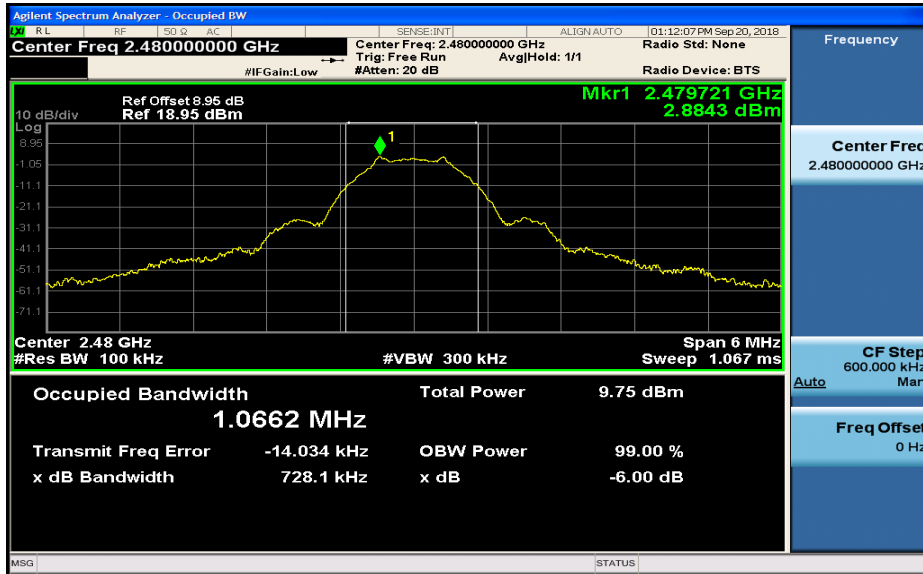 Agilent Spectrum Analyzer - Occupied BW
LXI RL RF 50 Ω AC SENSE:INT ALIGN AUTO 01:12:07 PM Sep 20, 2018
Center Freq 2.480000000 GHz
Center Freq: 2.480000000 GHz Radio Std: None
Trig: Free Run Avg|Hold: 1/1
#IFGain:Low #Atten: 20 dB Radio Device: BTS
Mkr1 2.479721 GHz
2.8843 dBm
Ref Offset 8.95 dB
10 dB/div Ref 18.95 dBm
Log
8.95
1
-1.05
-11.1
-21.1
-31.1
-41.1
-51.1
-61.1
-71.1
Center 2.48 GHz Span 6 MHz
#Res BW 100 kHz #VBW 300 kHz Sweep 1.067 ms
Occupied Bandwidth Total Power 9.75 dBm
1.0662 MHz
Transmit Freq Error -14.034 kHz OBW Power 99.00 %
x dB Bandwidth 728.1 kHz x dB -6.00 dB
MSG STATUS
Frequency
Center Freq
2.480000000 GHz
CF Step
600.000 kHz
Auto Man
Freq Offset
0 Hz